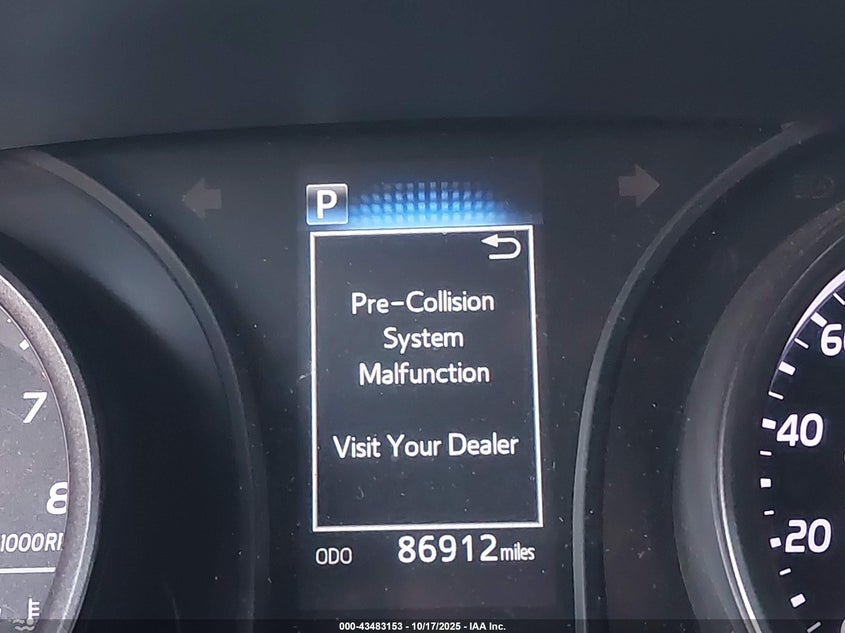 P
Pre-Collision
System
Malfunction
Visit Your Dealer
ODO 86912 miles
7
8
40
20
E
000-43483153 - 10/17/2025 - IAA Inc.